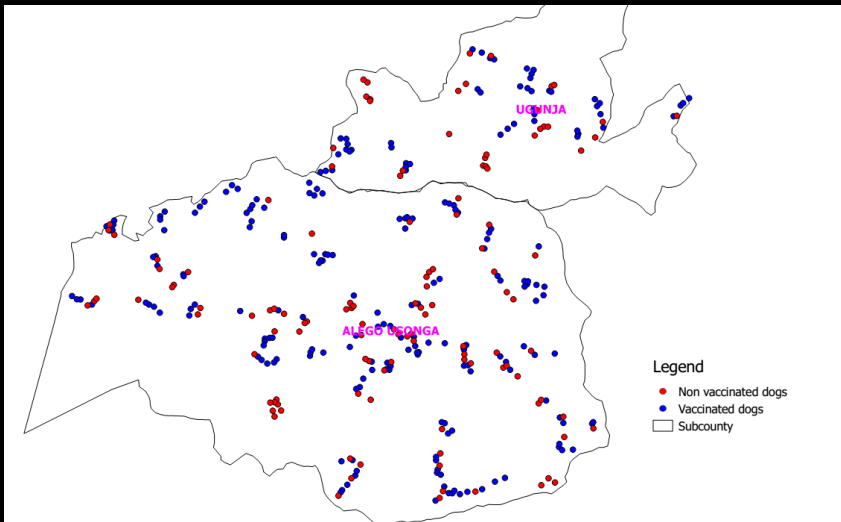 UGUNJA
ALEGO USONGA
Legend
Non vaccinated dogs
Vaccinated dogs
Subcounty